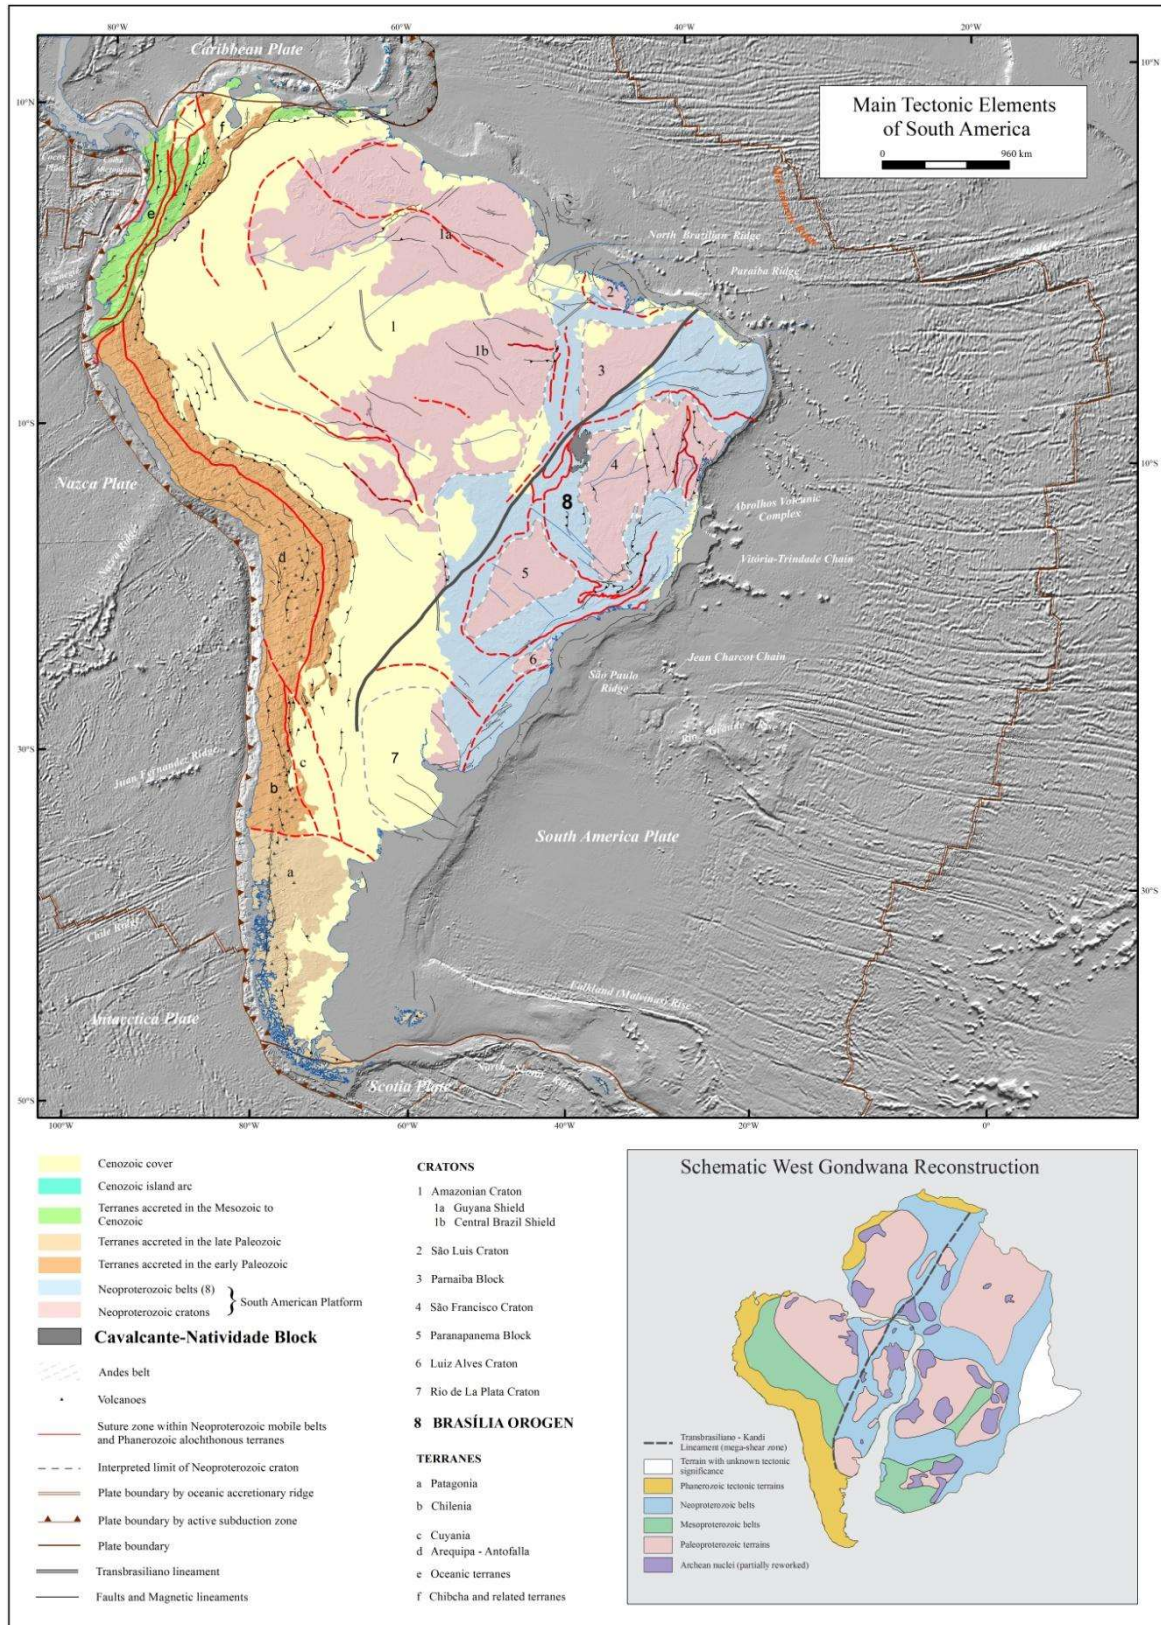 80°W
60°W
40°W
20°W
Caribbean Plate
10°N
10°N
Main Tectonic Elements
of South America
0
960 km
Cocos
f
e
1a
North Brazilian Ridge
Paraiba Ridge
2
1
1b
3
10°S
10°S
4
Nazca Plate
8
Abrolhos Volcanic
Complex
Vitória-Trindade Chain
d
5
6
Jean Charcot Chain
São Paulo
Ridge
30°S
Juan Fernandez Ridge
c
7
b
South America Plate
a
30°S
Chile Ridge
Falkland (Malvinas) Rise
Antarctica Plate
Scotia Plate
North Scotia Ridge
50°S
100°W
80°W
60°W
40°W
20°W
0°
Cenozoic cover
Cenozoic island arc
Terranes accreted in the Mesozoic to
Cenozoic
Terranes accreted in the late Paleozoic
Terranes accreted in the early Paleozoic
Neoproterozoic belts (8)
Neoproterozoic cratons
} South American Platform
Cavalcante-Natividade Block
Andes belt
Volcanoes
Suture zone within Neoproterozoic mobile belts
and Phanerozoic alochthonous terranes
Interpreted limit of Neoproterozoic craton
Plate boundary by oceanic accretionary ridge
Plate boundary by active subduction zone
Plate boundary
Transbrasiliano lineament
Faults and Magnetic lineaments
CRATONS
1 Amazonian Craton
1a Guyana Shield
1b Central Brazil Shield
2 São Luis Craton
3 Parnaiba Block
4 São Francisco Craton
5 Paranapanema Block
6 Luiz Alves Craton
7 Rio de La Plata Craton
8 BRASÍLIA OROGEN
TERRANES
a Patagonia
b Chilenia
c Cuyania
d Arequipa - Antofalla
e Oceanic terranes
f Chibcha and related terranes
Schematic West Gondwana Reconstruction
Transbrasiliano - Kandi
Lineament (mega-shear zone)
Terrain with unknown tectonic
significance
Phanerozoic tectonic terrains
Neoproterozoic belts
Mesoproterozoic belts
Paleoproterozoic terrains
Archean nuclei (partially reworked)